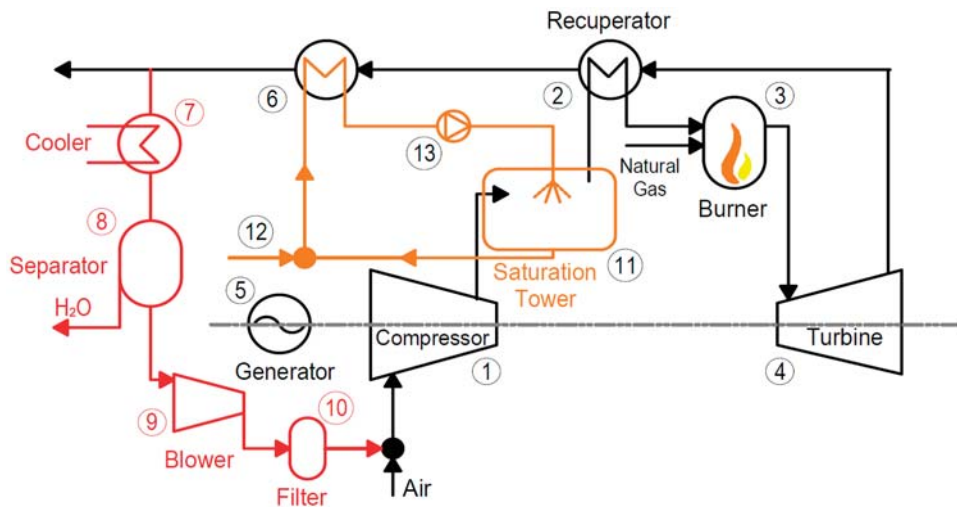 Recuperator
6
2
3
7
Cooler
13
Natural
Gas
Burner
8
12
Separator
11
Saturation
Tower
5
H₂O
Compressor
Turbine
Generator
1
4
9
10
Blower
Air
Filter